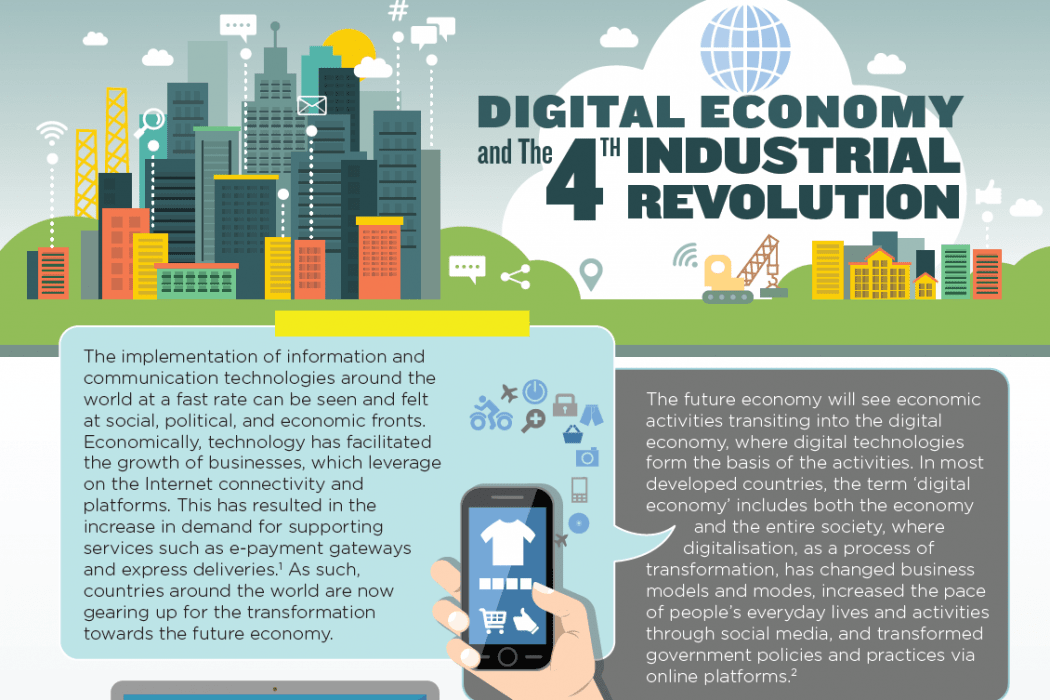 #
DIGITAL ECONOMY
and The 4TH INDUSTRIAL
REVOLUTION
The implementation of information and
communication technologies around the
world at a fast rate can be seen and felt
at social, political, and economic fronts.
Economically, technology has facilitated
the growth of businesses, which leverage
on the Internet connectivity and
platforms. This has resulted in the
increase in demand for supporting
services such as e-payment gateways
and express deliveries.¹ As such,
countries around the world are now
gearing up for the transformation
towards the future economy.
The future economy will see economic
activities transiting into the digital
economy, where digital technologies
form the basis of the activities. In most
developed countries, the term ‘digital
economy’ includes both the economy
and the entire society, where
digitalisation, as a process of
transformation, has changed business
models and modes, increased the pace
of people’s everyday lives and activities
through social media, and transformed
government policies and practices via
online platforms.²